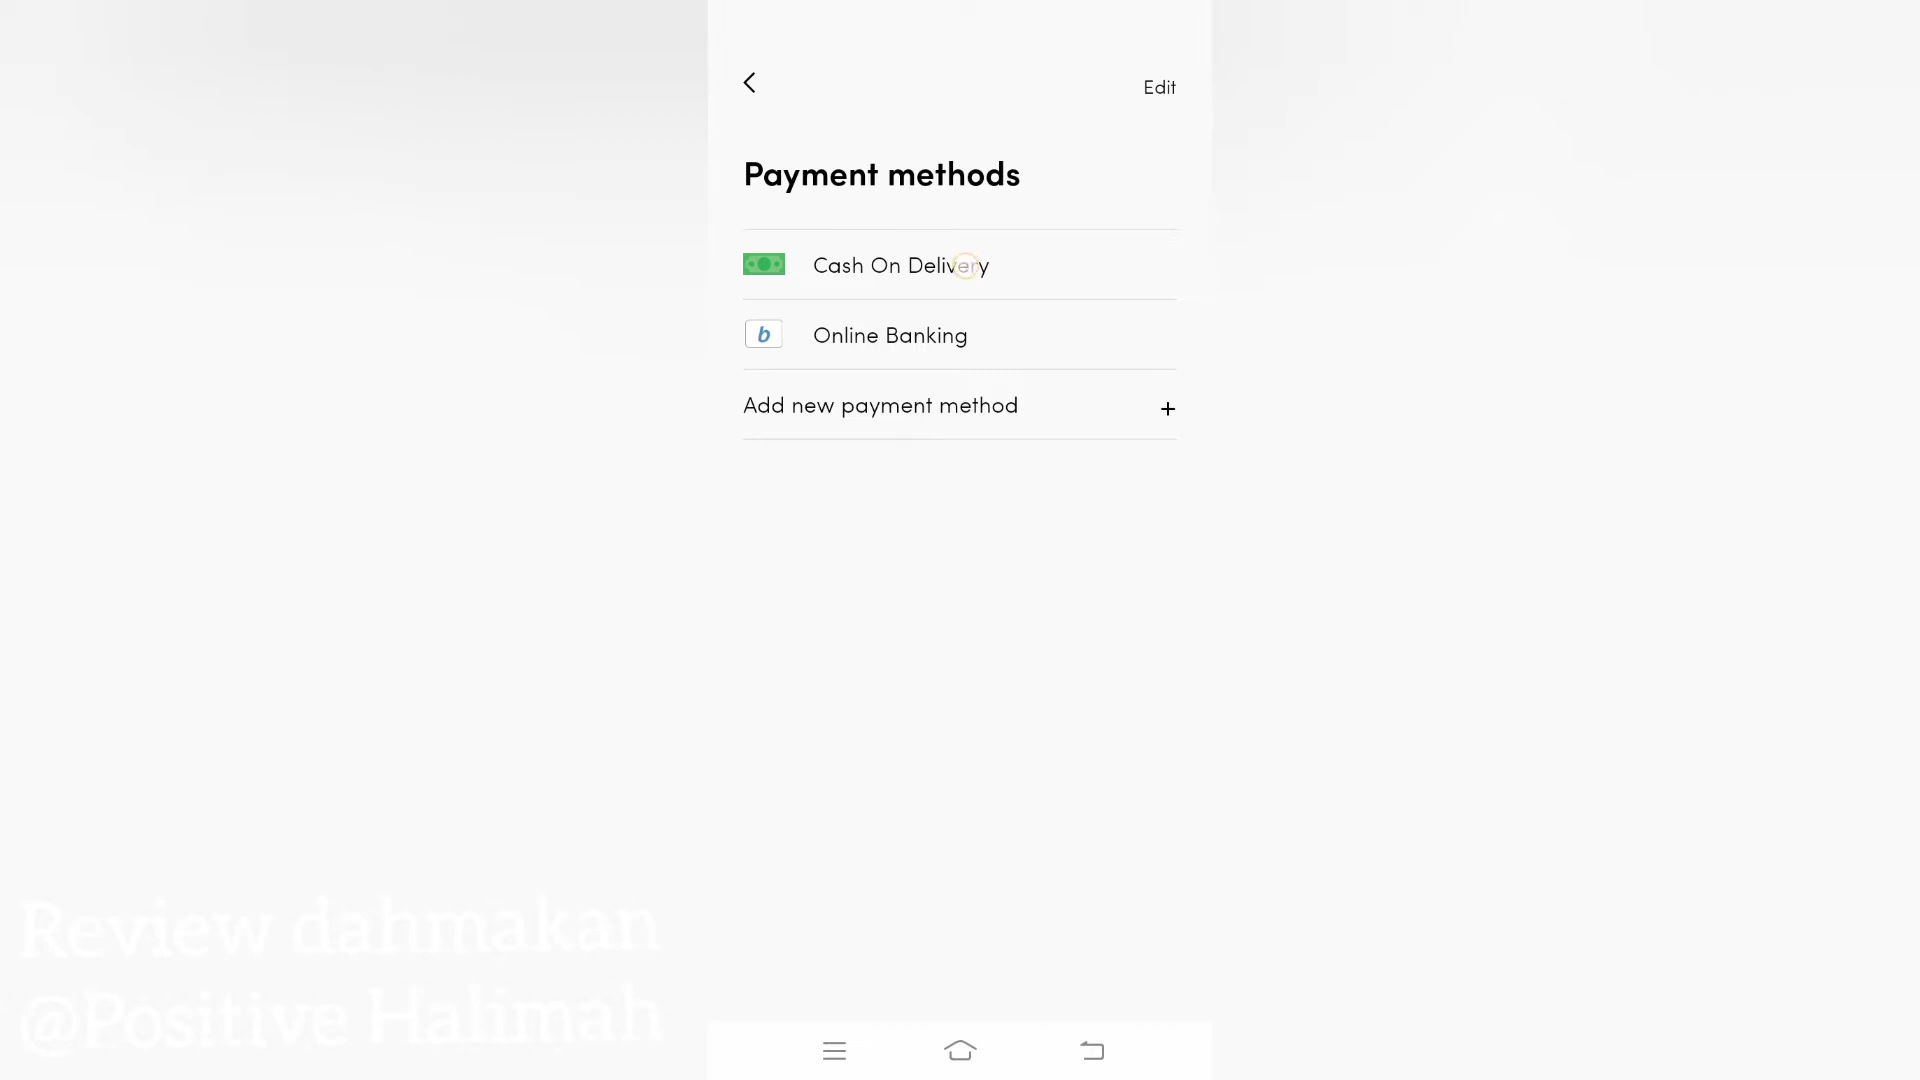 Edit
Payment methods
Cash On Delivery
b
Online Banking
Add new payment method
Review dahmakan
@Positive Halimah